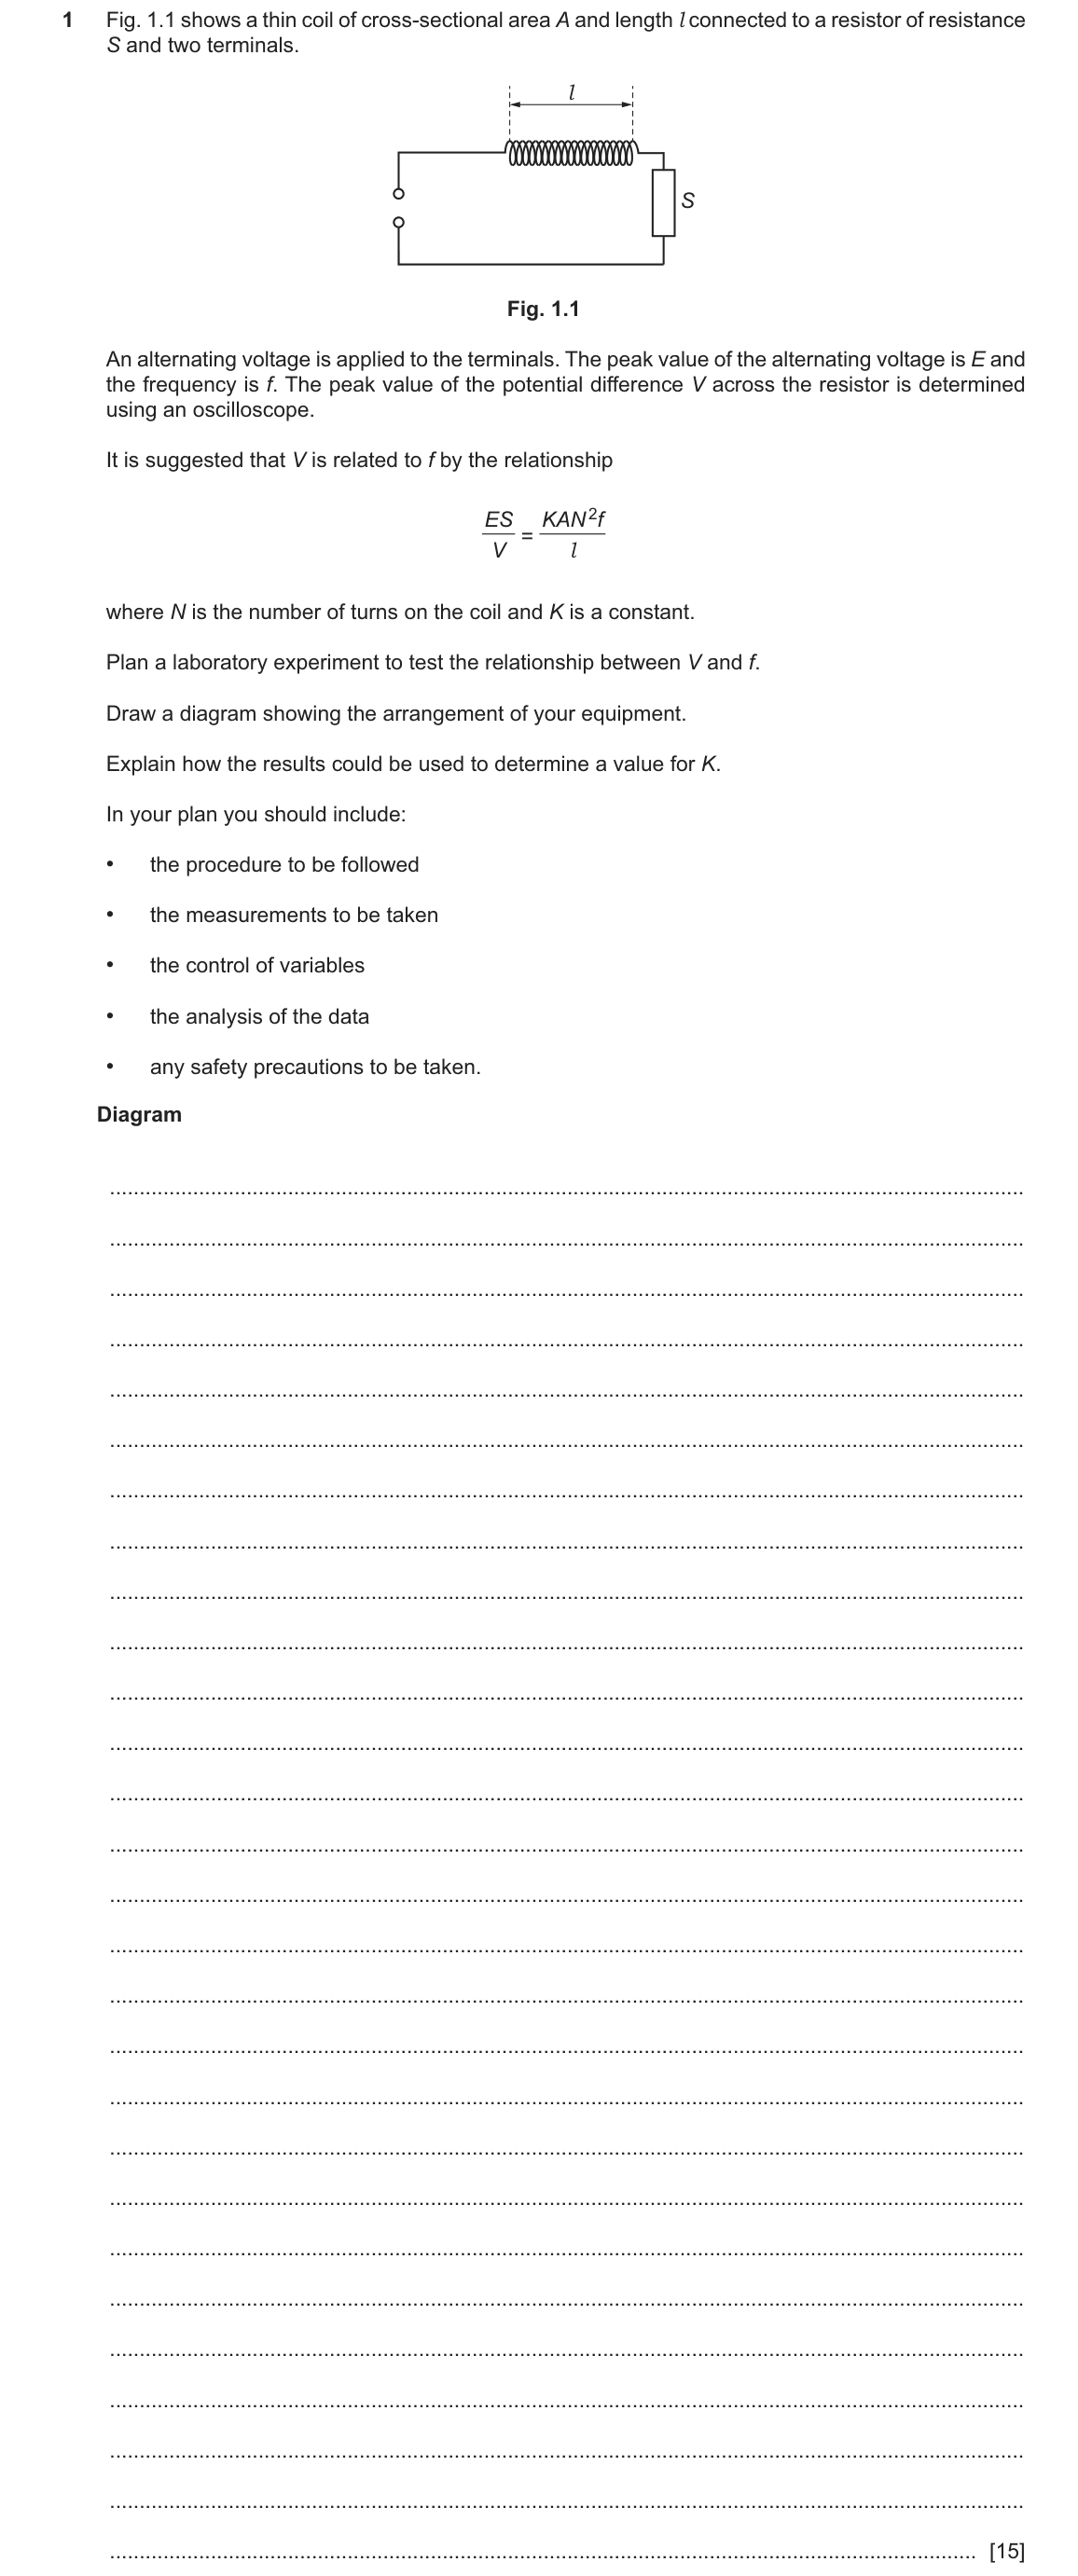 1 Fig. 1.1 shows a thin coil of cross-sectional area A and length l connected to a resistor of resistance
S and two terminals.
l
S
Fig. 1.1
An alternating voltage is applied to the terminals. The peak value of the alternating voltage is E and
the frequency is f. The peak value of the potential difference V across the resistor is determined
using an oscilloscope.
It is suggested that V is related to f by the relationship
ES/V = KAN²f/l
where N is the number of turns on the coil and K is a constant.
Plan a laboratory experiment to test the relationship between V and f.
Draw a diagram showing the arrangement of your equipment.
Explain how the results could be used to determine a value for K.
In your plan you should include:
• the procedure to be followed
• the measurements to be taken
• the control of variables
• the analysis of the data
• any safety precautions to be taken.
Diagram
[15]